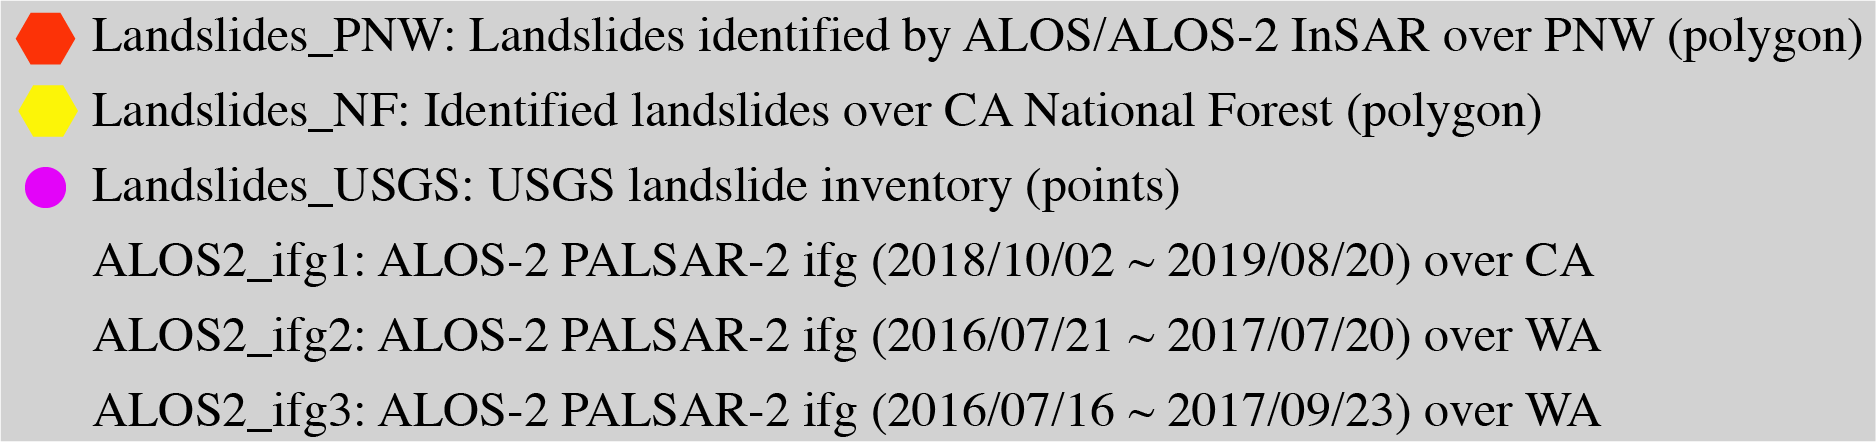 Landslides_PNW: Landslides identified by ALOS/ALOS-2 InSAR over PNW (polygon)
Landslides_NF: Identified landslides over CA National Forest (polygon)
Landslides_USGS: USGS landslide inventory (points)
ALOS2_ifg1: ALOS-2 PALSAR-2 ifg (2018/10/02 ~ 2019/08/20) over CA
ALOS2_ifg2: ALOS-2 PALSAR-2 ifg (2016/07/21 ~ 2017/07/20) over WA
ALOS2_ifg3: ALOS-2 PALSAR-2 ifg (2016/07/16 ~ 2017/09/23) over WA